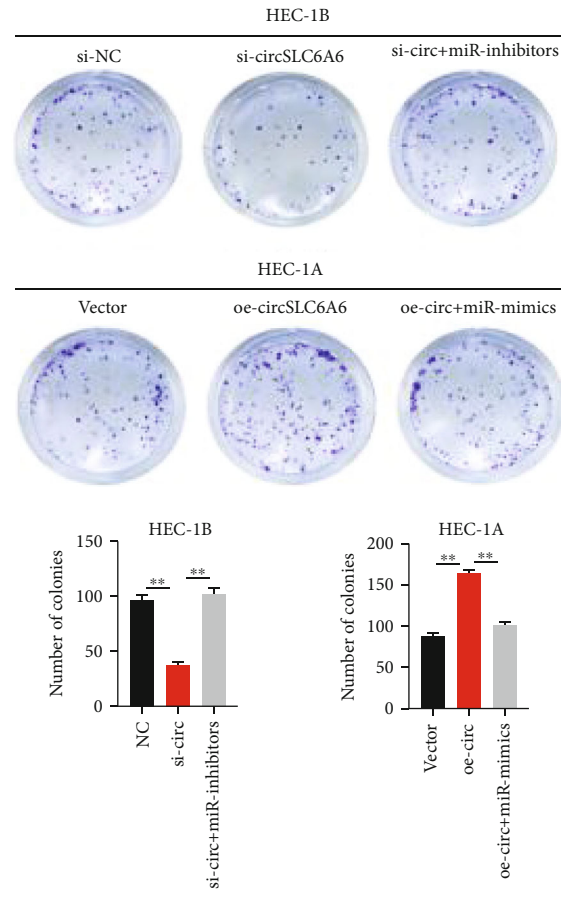 HEC-1B
si-NC si-circSLC6A6 si-circ+miR-inhibitors
HEC-1A
Vector oe-circSLC6A6 oe-circ+miR-mimics
HEC-1B
Number of colonies
150
100
50
0
** **
NC
si-circ
si-circ+miR-inhibitors
HEC-1A
Number of colonies
200
150
100
50
0
** **
Vector
oe-circ
oe-circ+miR-mimics